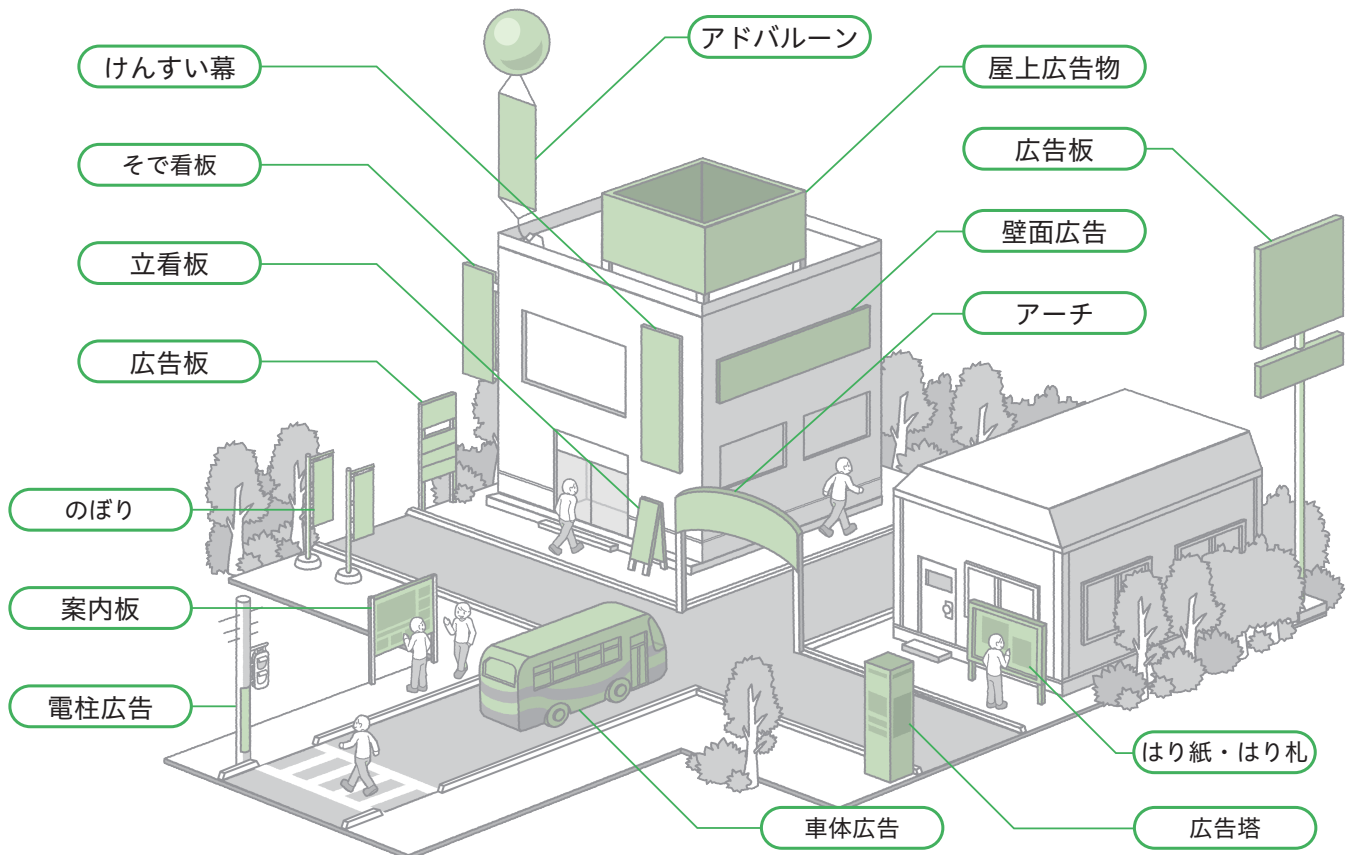 アドバルーン
けんすい幕
屋上広告物
そで看板
広告板
壁面広告
立看板
アーチ
広告板
のぼり
案内板
電柱広告
はり紙・はり札
車体広告
広告塔